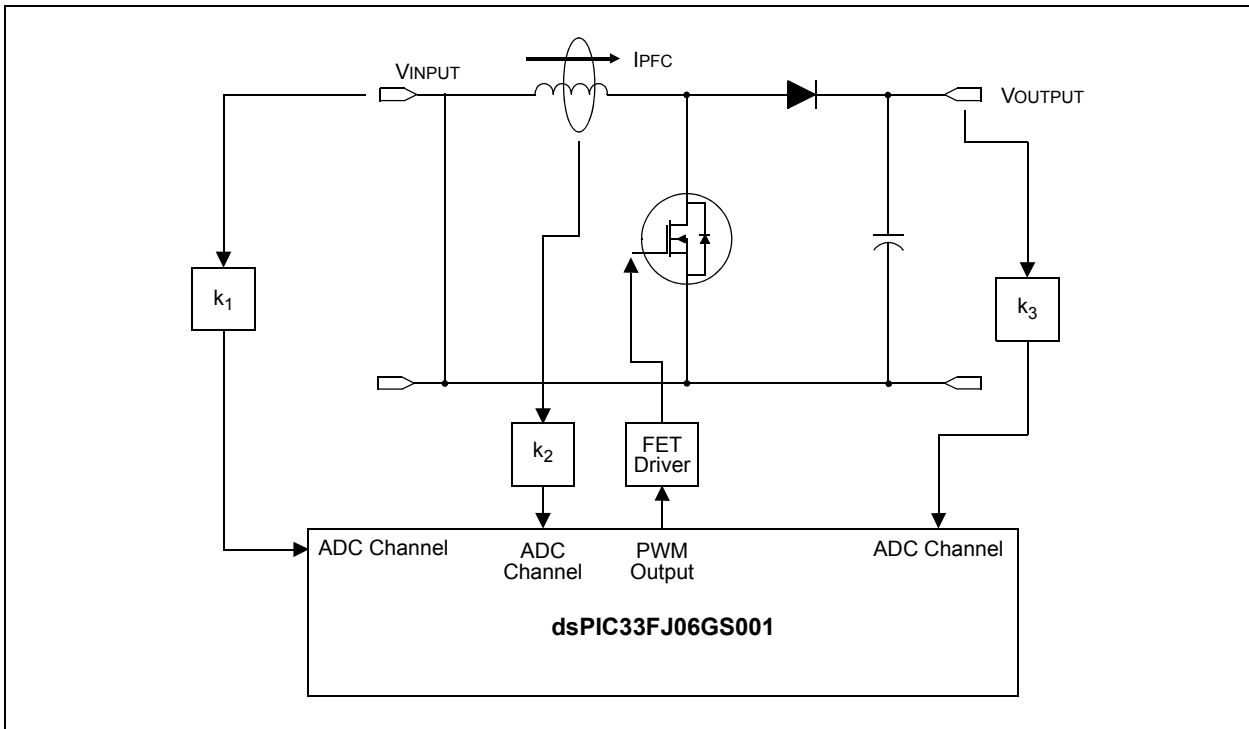 IPFC
VINPUT
VOUTPUT
k1
k2
FET
Driver
k3
ADC Channel
ADC
Channel
PWM
Output
ADC Channel
dsPIC33FJ06GS001